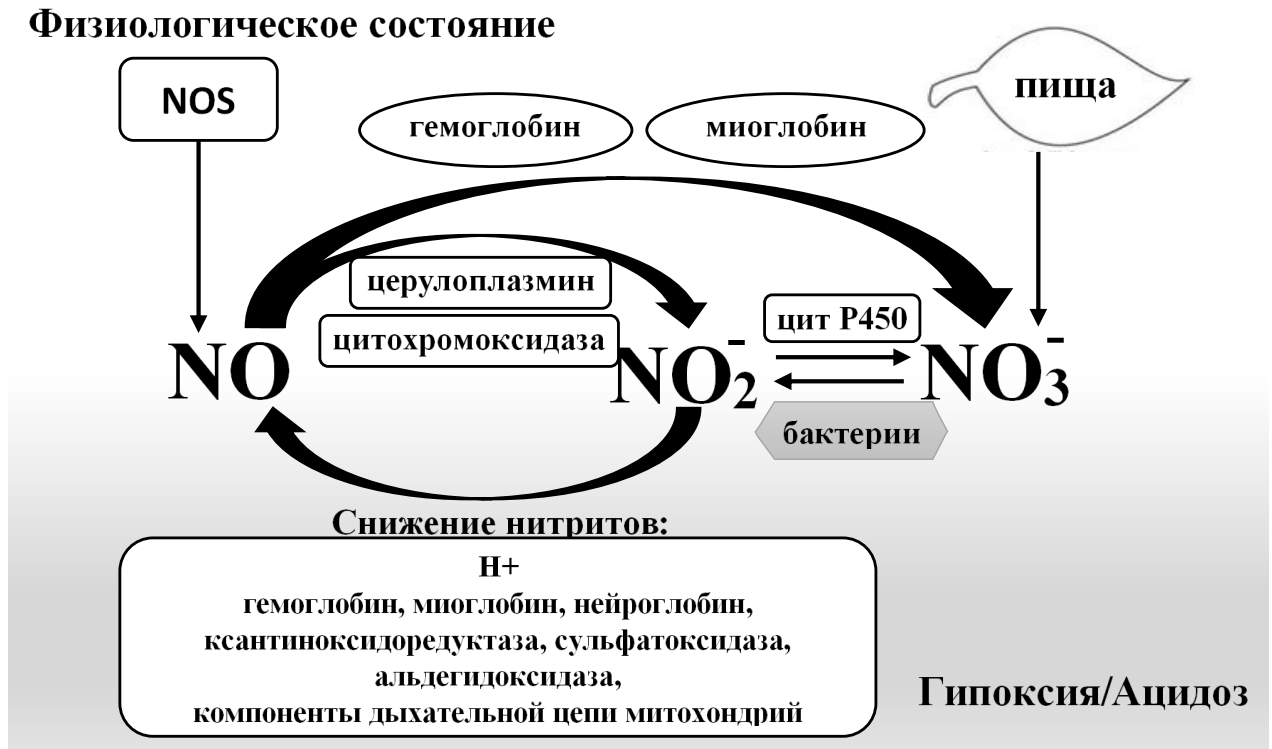 Физиологическое состояние
NOS
гемоглобин
миоглобин
пища
церулоплазмин
цитохромоксидаза
цит Р450
NO
NO₂⁻
NO₃⁻
бактерии
Снижение нитритов:
Н+
гемоглобин, миоглобин, нейроглобин,
ксантиноксидоредуктаза, сульфатоксидаза,
альдегидоксидаза,
компоненты дыхательной цепи митохондрий
Гипоксия/Ацидоз